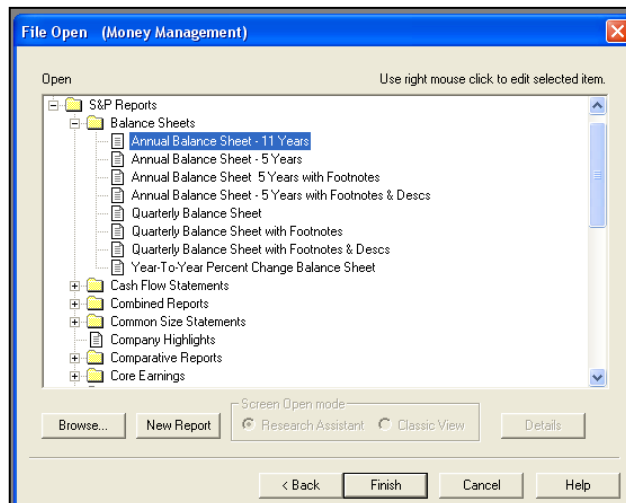 File Open (Money Management)
Open Use right mouse click to edit selected item.
S&P Reports
Balance Sheets
Annual Balance Sheet - 11 Years
Annual Balance Sheet - 5 Years
Annual Balance Sheet 5 Years with Footnotes
Annual Balance Sheet - 5 Years with Footnotes & Descs
Quarterly Balance Sheet
Quarterly Balance Sheet with Footnotes
Quarterly Balance Sheet with Footnotes & Descs
Year-To-Year Percent Change Balance Sheet
Cash Flow Statements
Combined Reports
Common Size Statements
Company Highlights
Comparative Reports
Core Earnings
Screen Open mode
Browse... New Report Research Assistant Classic View Details
< Back Finish Cancel Help